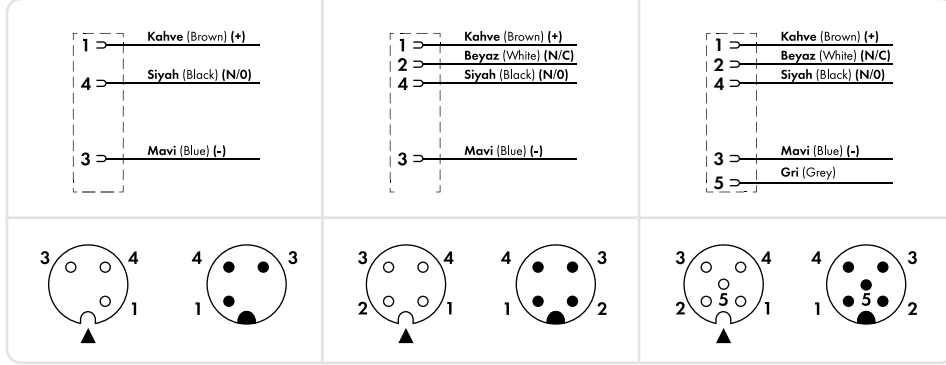 1 Kahve (Brown) (+)
4 Siyah (Black) (N/0)
3 Mavi (Blue) (-)
1 Kahve (Brown) (+)
2 Beyaz (White) (N/C)
4 Siyah (Black) (N/0)
3 Mavi (Blue) (-)
1 Kahve (Brown) (+)
2 Beyaz (White) (N/C)
4 Siyah (Black) (N/0)
3 Mavi (Blue) (-)
5 Gri (Grey)
3 4 4 3
1 1
3 4 4 3
2 1 1 2
3 4 4 3
2 5 1 1 5 2